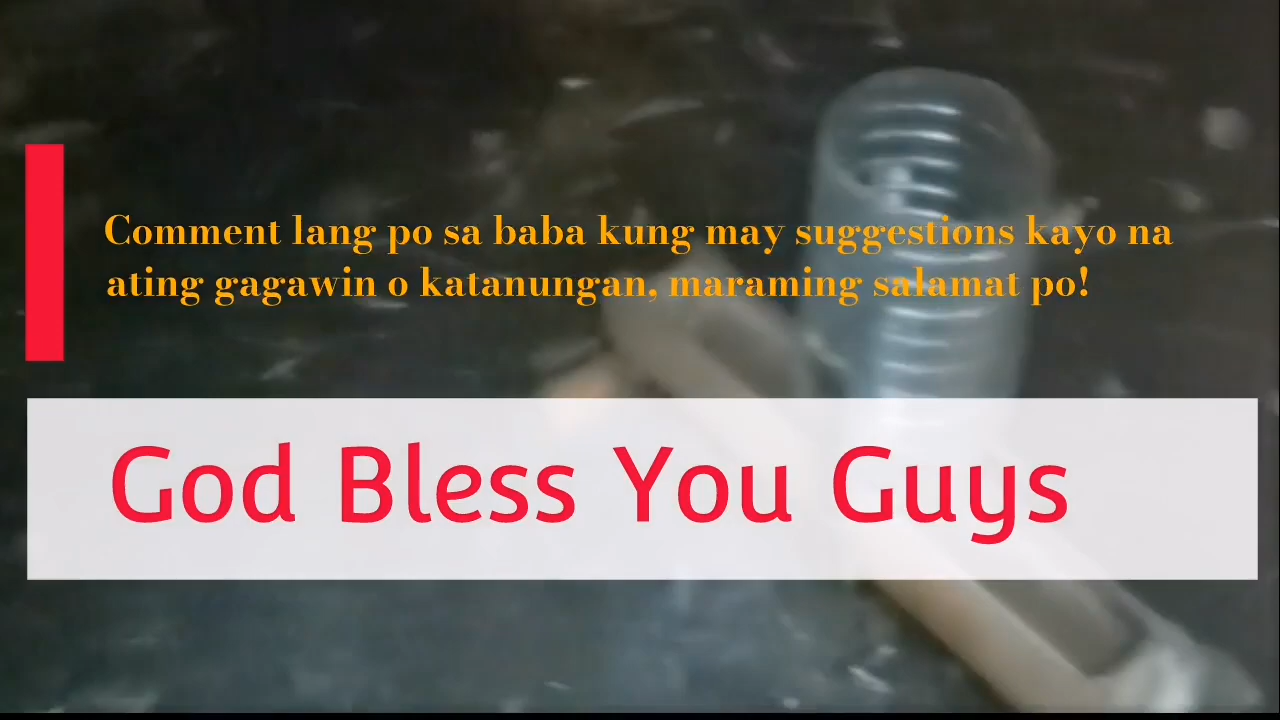 Comment lang po sa baba kung may suggestions kayo na
ating gagawin o katanungan, maraming salamat po!
God Bless You Guys